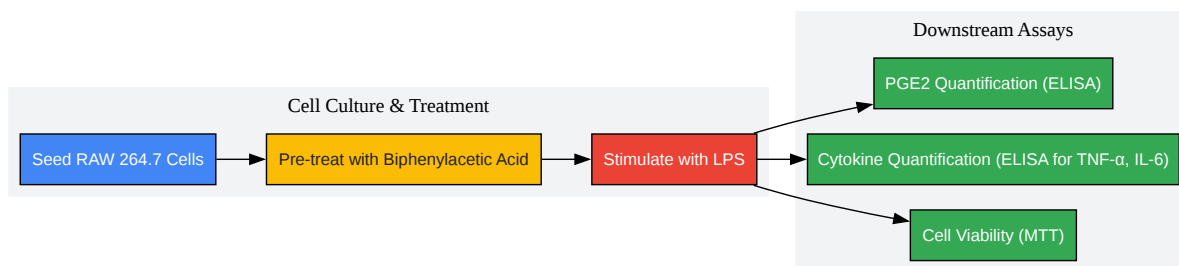 Downstream Assays
PGE2 Quantification (ELISA)
Cell Culture & Treatment
Seed RAW 264.7 Cells
Pre-treat with Biphenylacetic Acid
Stimulate with LPS
Cytokine Quantification (ELISA for TNF-α, IL-6)
Cell Viability (MTT)